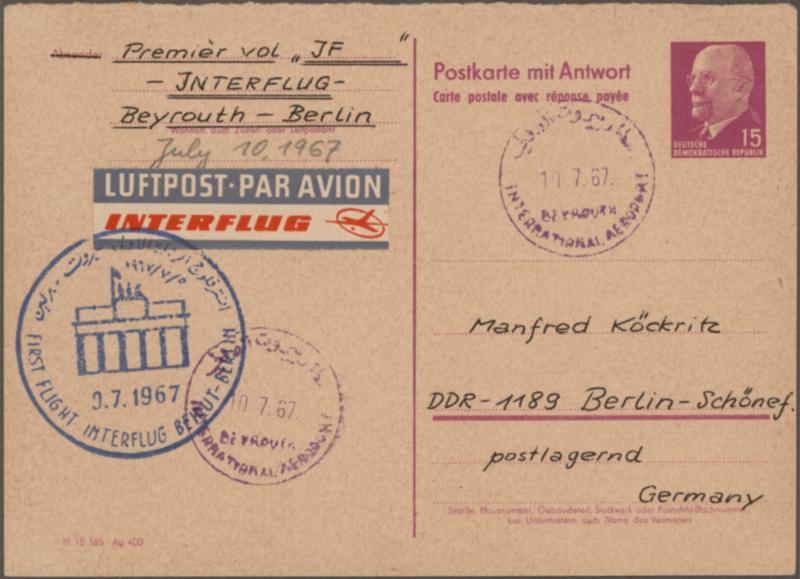 Absender
Premièr vol „JF “
- INTERFLUG -
Beyrouth - Berlin
Wohnort, auch Zustell- oder Leitpostamt
July 10, 1967
LUFTPOST·PAR AVION
INTERFLUG
FIRST FLIGHT INTERFLUG BEIRUT-BERLIN
0.7.1967
10 7.67.
BEYROUTH
INTERNATIONAL AERODROME
III 18 185 Ag 400
Postkarte mit Antwort
Carte postale avec réponse payée
DEUTSCHE
DEMOKRATISCHE REPUBLIK
15
10 7.67.
BEYROUTH
INTERNATIONAL AERODROME
Manfred Köckritz
DDR-1189 Berlin-Schönef.
postlagernd
Germany
Straße, Hausnummer, Gebäudeteil, Stockwerk oder Postschließfachnummer,
bei Untermietern auch Name des Vermieters